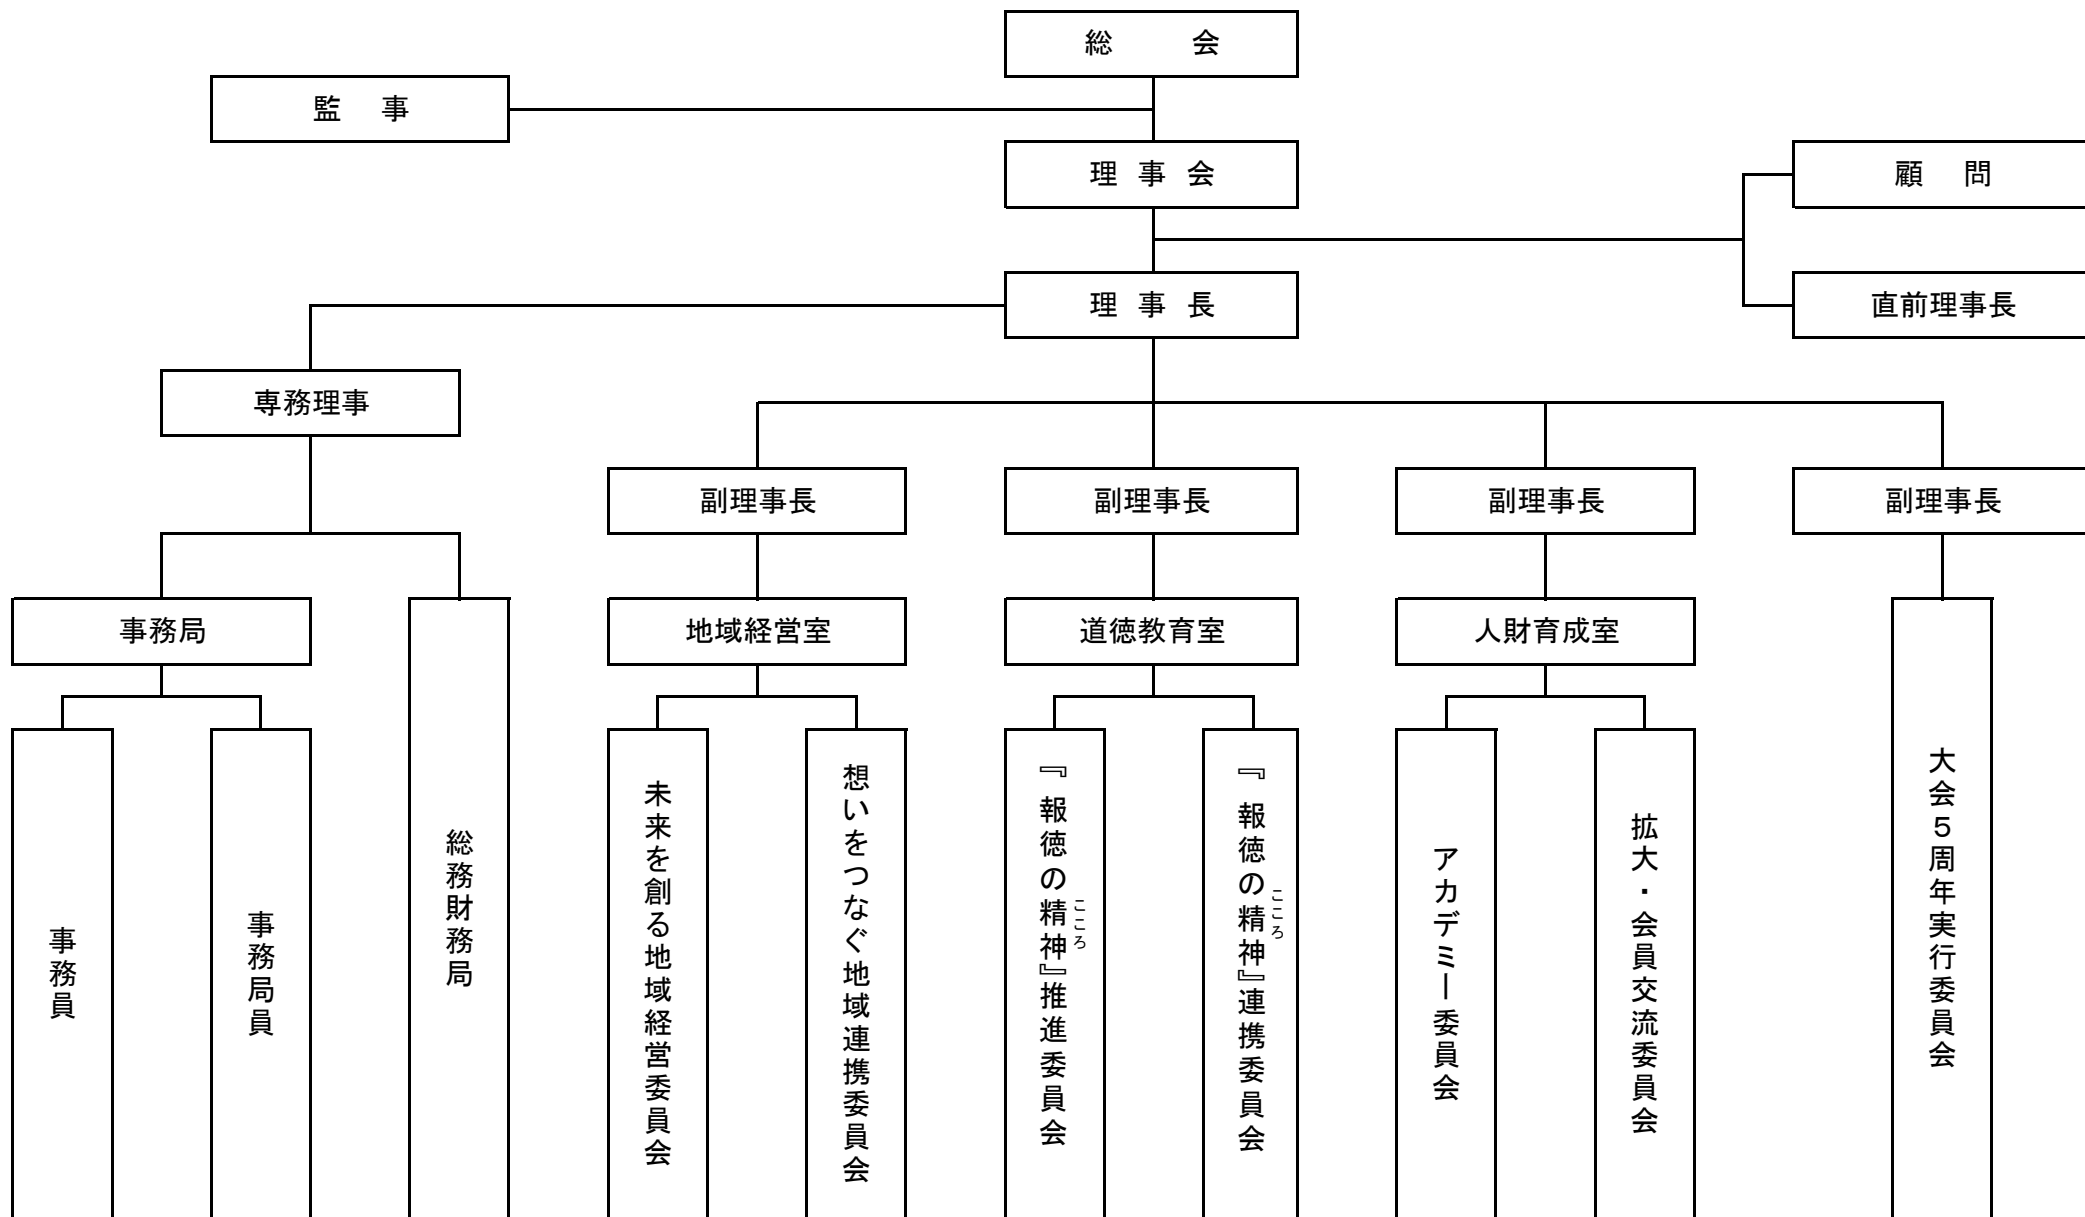 総 会
監 事
理 事 会
顧 問
理 事 長
直前理事長
専務理事
副理事長
副理事長
副理事長
副理事長
事務局
地域経営室
道徳教育室
人財育成室
事務員
事務局員
総務財務局
未来を創る地域経営委員会
想いをつなぐ地域連携委員会
『報徳の精神』推進委員会
こころ
『報徳の精神』連携委員会
こころ
アカデミー委員会
拡大・会員交流委員会
大会5周年実行委員会